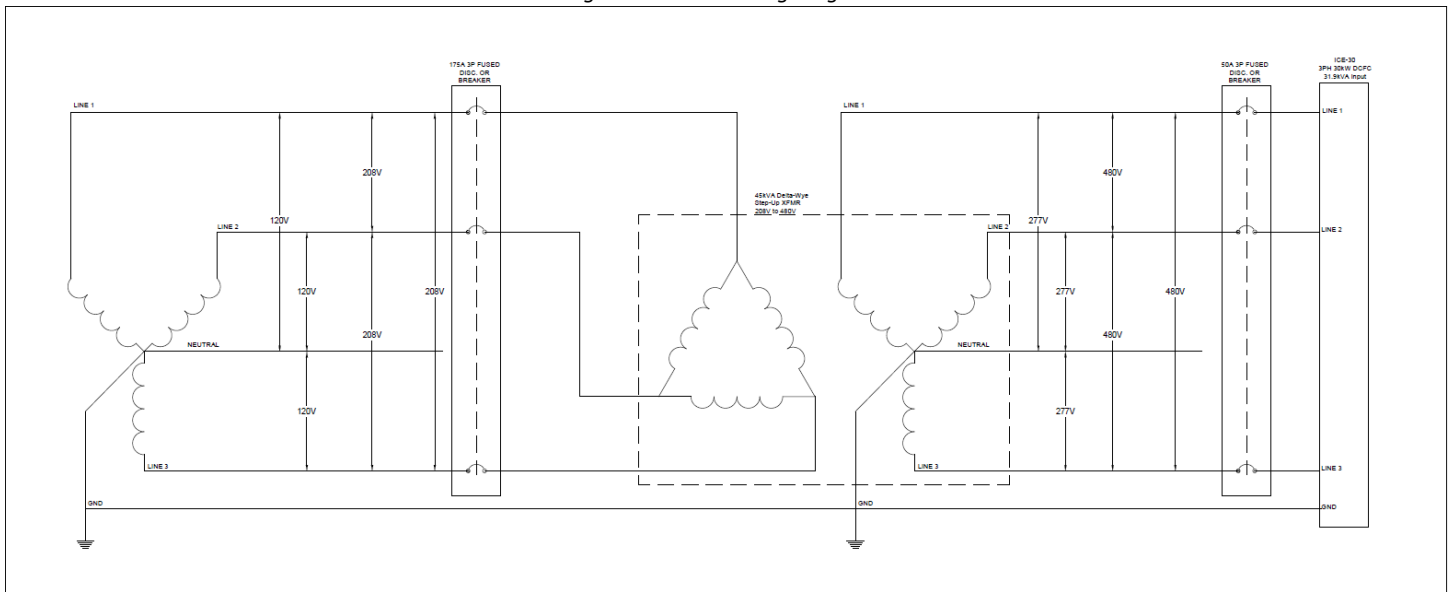 175A 3P FUSED
DISC. OR
BREAKER
50A 3P FUSED
DISC. OR
BREAKER
ICE-30
3PH 30kW DCFC
31.9kVA Input
LINE 1
LINE 1
LINE 1
208V
480V
45kVA Delta-Wye
Step-Up XFMR
208V to 480V
120V
277V
LINE 2
LINE 2
LINE 2
120V
208V
277V
480V
208V
480V
NEUTRAL
NEUTRAL
120V
277V
LINE 3
LINE 3
LINE 3
GND
GND
GND